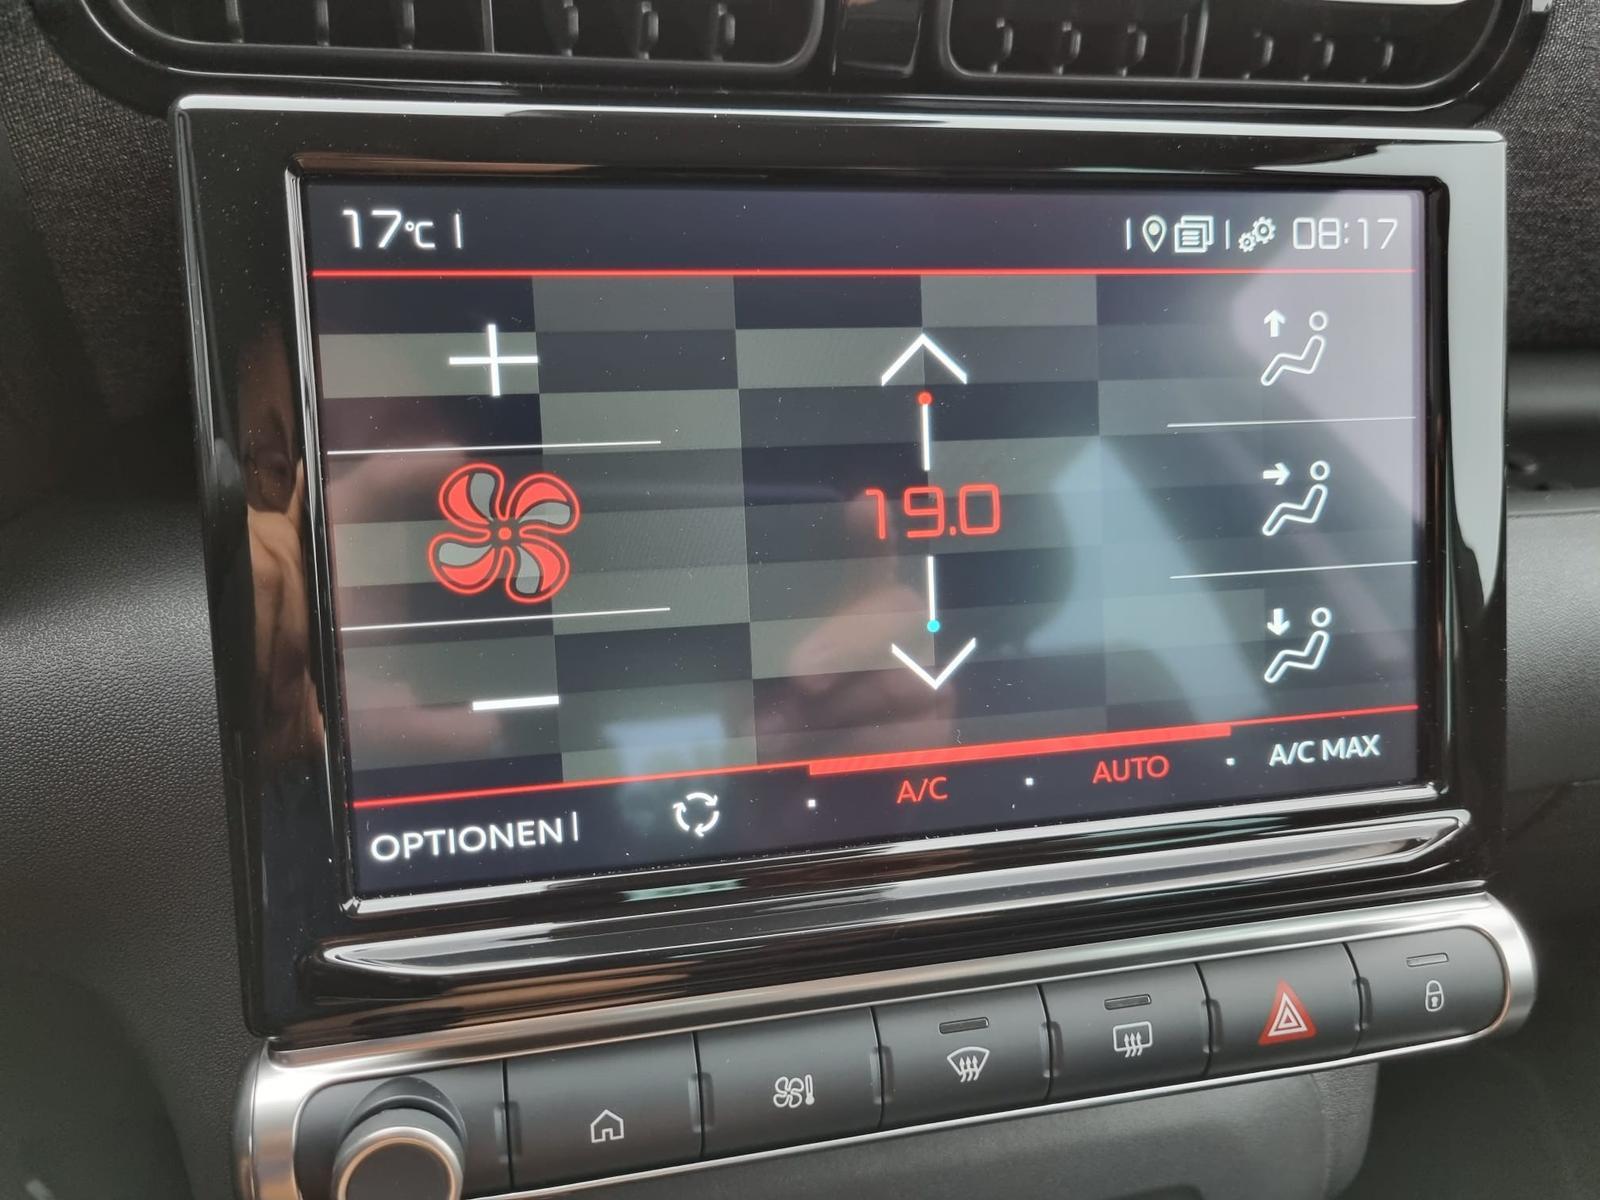 17°C
08:17
19.0
OPTIONEN
A/C
AUTO
A/C MAX